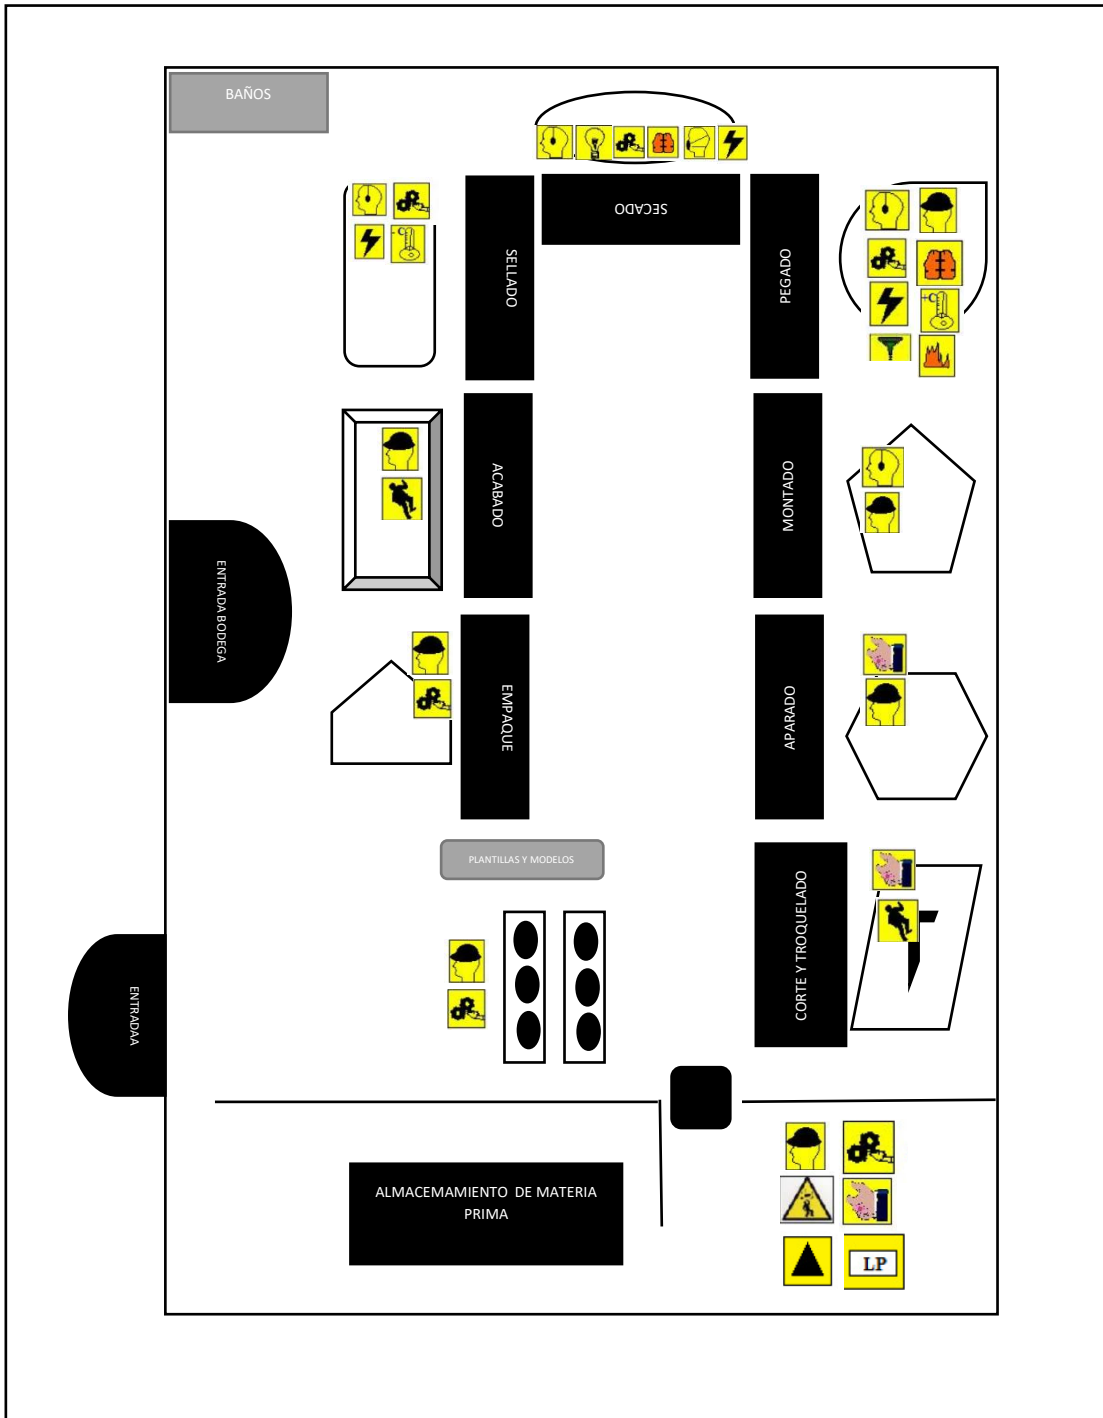 BAÑOS
SECADO
SELLADO
PEGADO
ACABADO
MONTADO
ENTRADA BODEGA
EMPAQUE
APARADO
PLANTILLAS Y MODELOS
CORTE Y TROQUELADO
ENTRADAA
ALMACEMAMIENTO DE MATERIA
PRIMA
LP